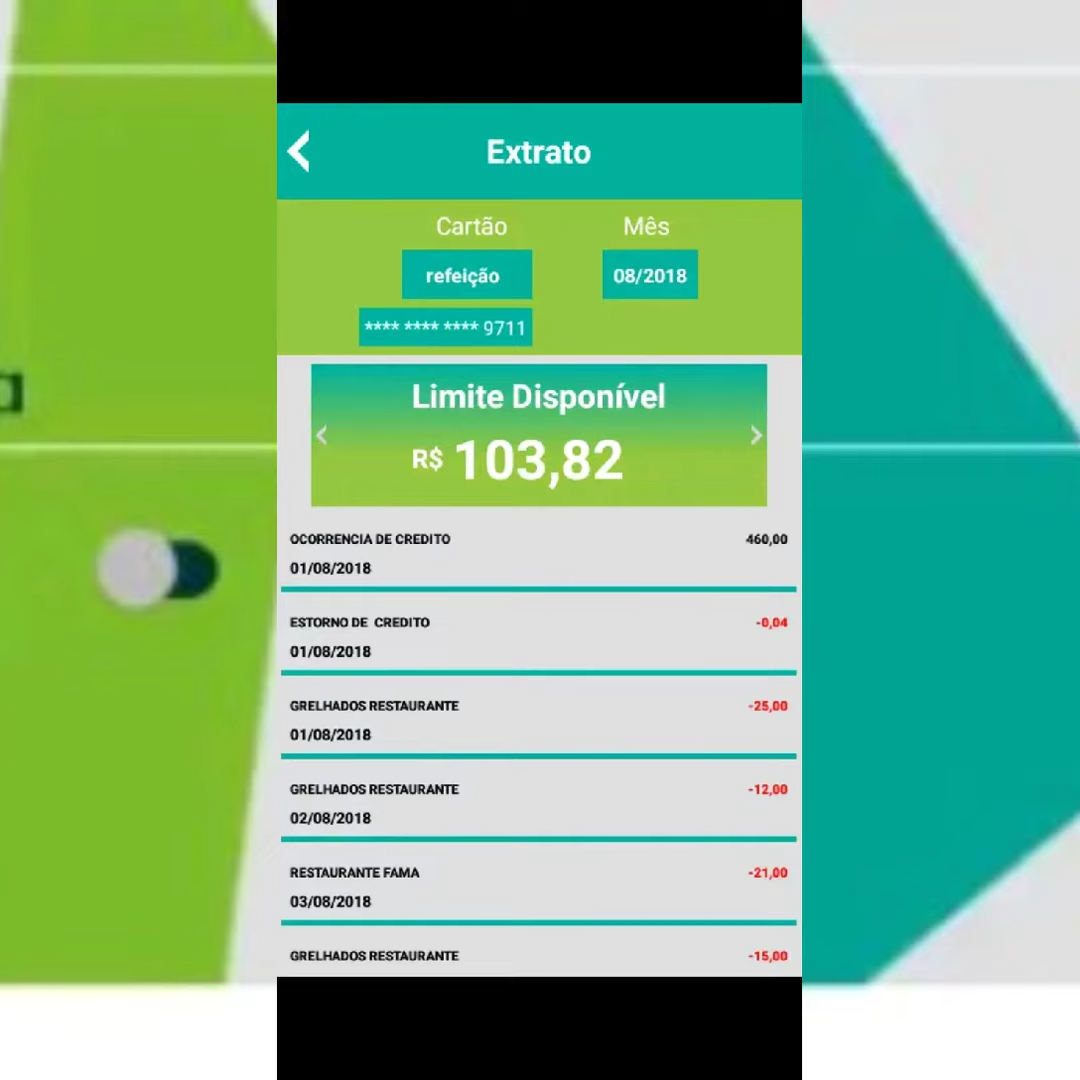 Extrato
Cartão Mês
refeição 08/2018
**** **** **** 9711
Limite Disponível
R$ 103,82
OCORRENCIA DE CREDITO 460,00
01/08/2018
ESTORNO DE CREDITO -0,04
01/08/2018
GRELHADOS RESTAURANTE -25,00
01/08/2018
GRELHADOS RESTAURANTE -12,00
02/08/2018
RESTAURANTE FAMA -21,00
03/08/2018
GRELHADOS RESTAURANTE -15,00